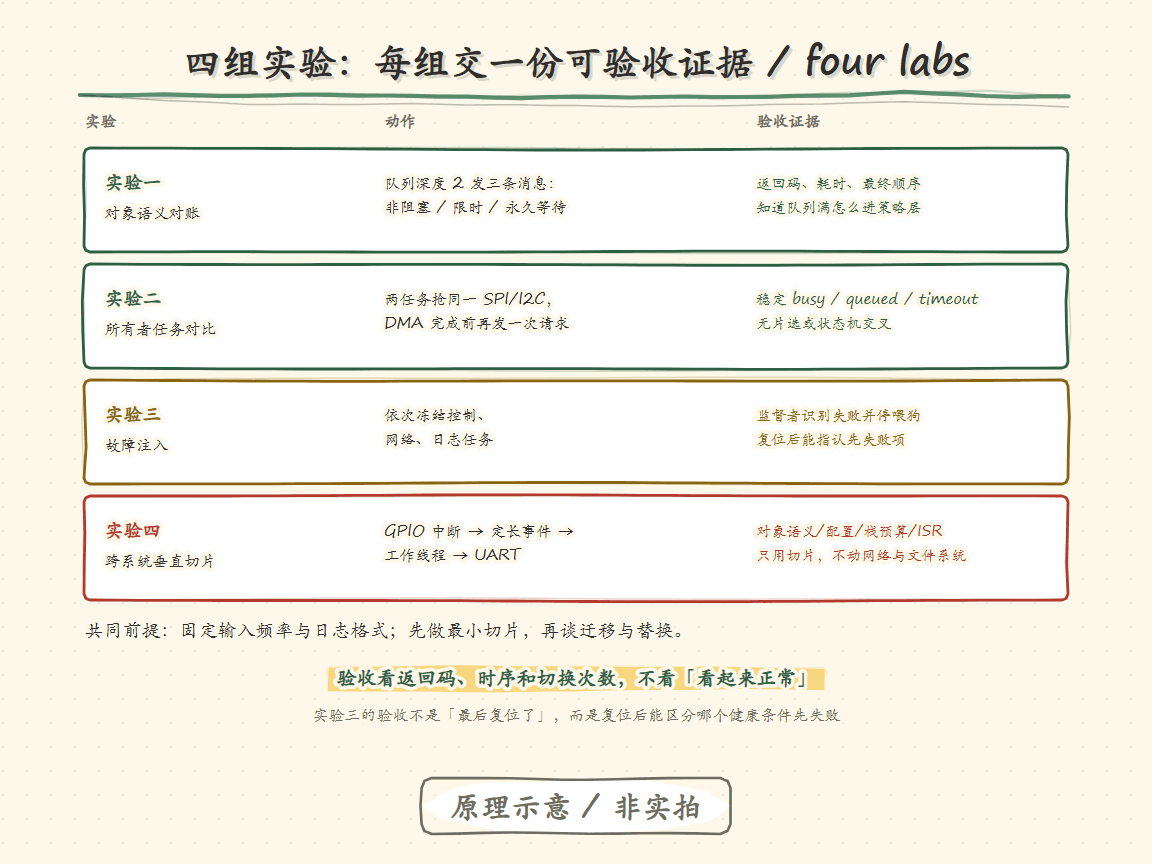 四组实验：每组交一份可验收证据 / four labs
实验
动作
验收证据
实验一
对象语义对账
队列深度 2 发三条消息：
非阻塞 / 限时 / 永久等待
返回码、耗时、最终顺序
知道队列满怎么进策略层
实验二
所有者任务对比
两任务抢同一 SPI/I2C，
DMA 完成前再发一次请求
稳定 busy / queued / timeout
无片选或状态机交叉
实验三
故障注入
依次冻结控制、
网络、日志任务
监督者识别失败并停喂狗
复位后能指认先失败项
实验四
跨系统垂直切片
GPIO 中断 → 定长事件 →
工作线程 → UART
对象语义/配置/栈预算/ISR
只用切片，不动网络与文件系统
共同前提：固定输入频率与日志格式；先做最小切片，再谈迁移与替换。
验收看返回码、时序和切换次数，不看「看起来正常」
实验三的验收不是「最后复位了」，而是复位后能区分哪个健康条件先失败
原理示意 / 非实拍